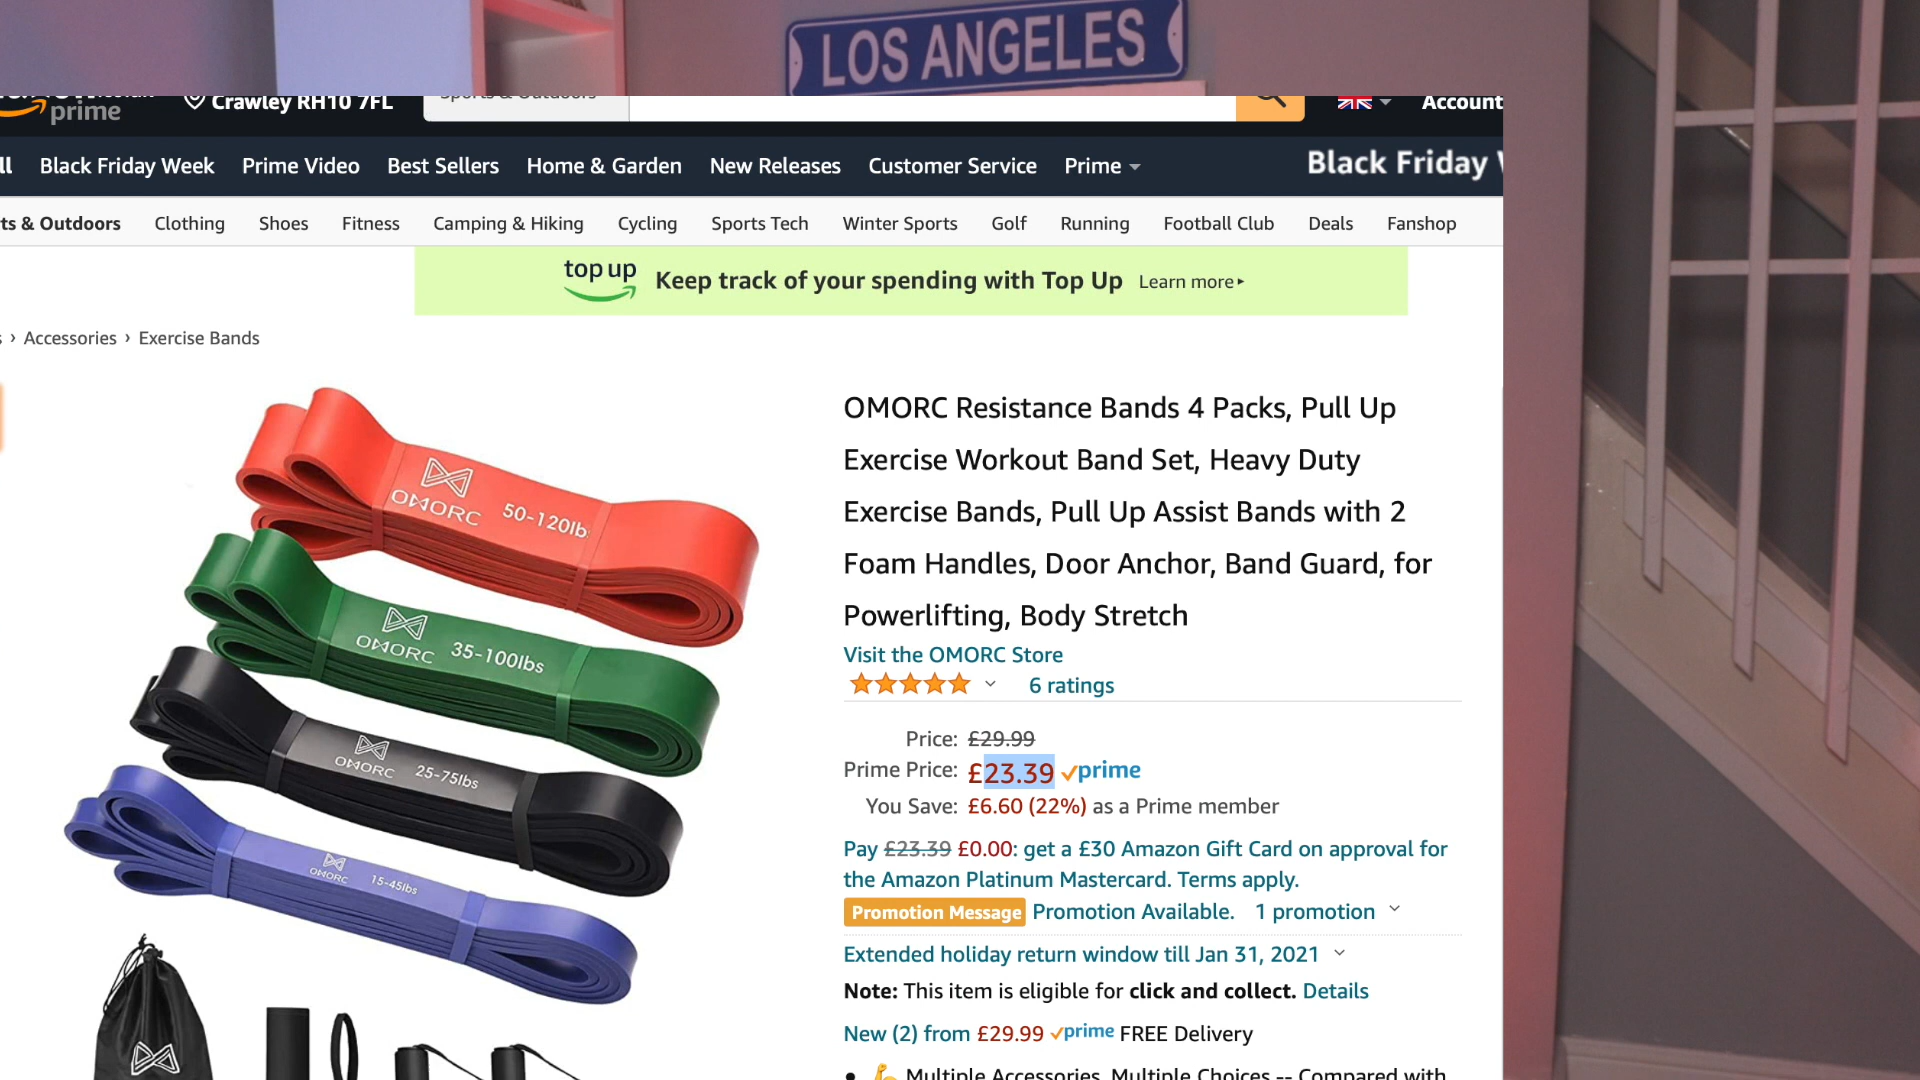 LOS ANGELES
prime
Crawley RH10 7FL
Sports & Outdoors
Account
Black Friday Week
Prime Video
Best Sellers
Home & Garden
New Releases
Customer Service
Prime
Black Friday
& Outdoors
Clothing
Shoes
Fitness
Camping & Hiking
Cycling
Sports Tech
Winter Sports
Golf
Running
Football Club
Deals
Fanshop
top up
Keep track of your spending with Top Up
Learn more
› Accessories › Exercise Bands
OMORC 50-120lb
OMORC 35-100lbs
OMORC 25-75lbs
OMORC 15-45lbs
OMORC Resistance Bands 4 Packs, Pull Up
Exercise Workout Band Set, Heavy Duty
Exercise Bands, Pull Up Assist Bands with 2
Foam Handles, Door Anchor, Band Guard, for
Powerlifting, Body Stretch
Visit the OMORC Store
6 ratings
Price: £29.99
Prime Price: £23.39 prime
You Save: £6.60 (22%) as a Prime member
Pay £23.39 £0.00: get a £30 Amazon Gift Card on approval for
the Amazon Platinum Mastercard. Terms apply.
Promotion Message Promotion Available. 1 promotion
Extended holiday return window till Jan 31, 2021
Note: This item is eligible for click and collect. Details
New (2) from £29.99 prime FREE Delivery
• 💪 Multiple Accessories, Multiple Choices -- Compared with